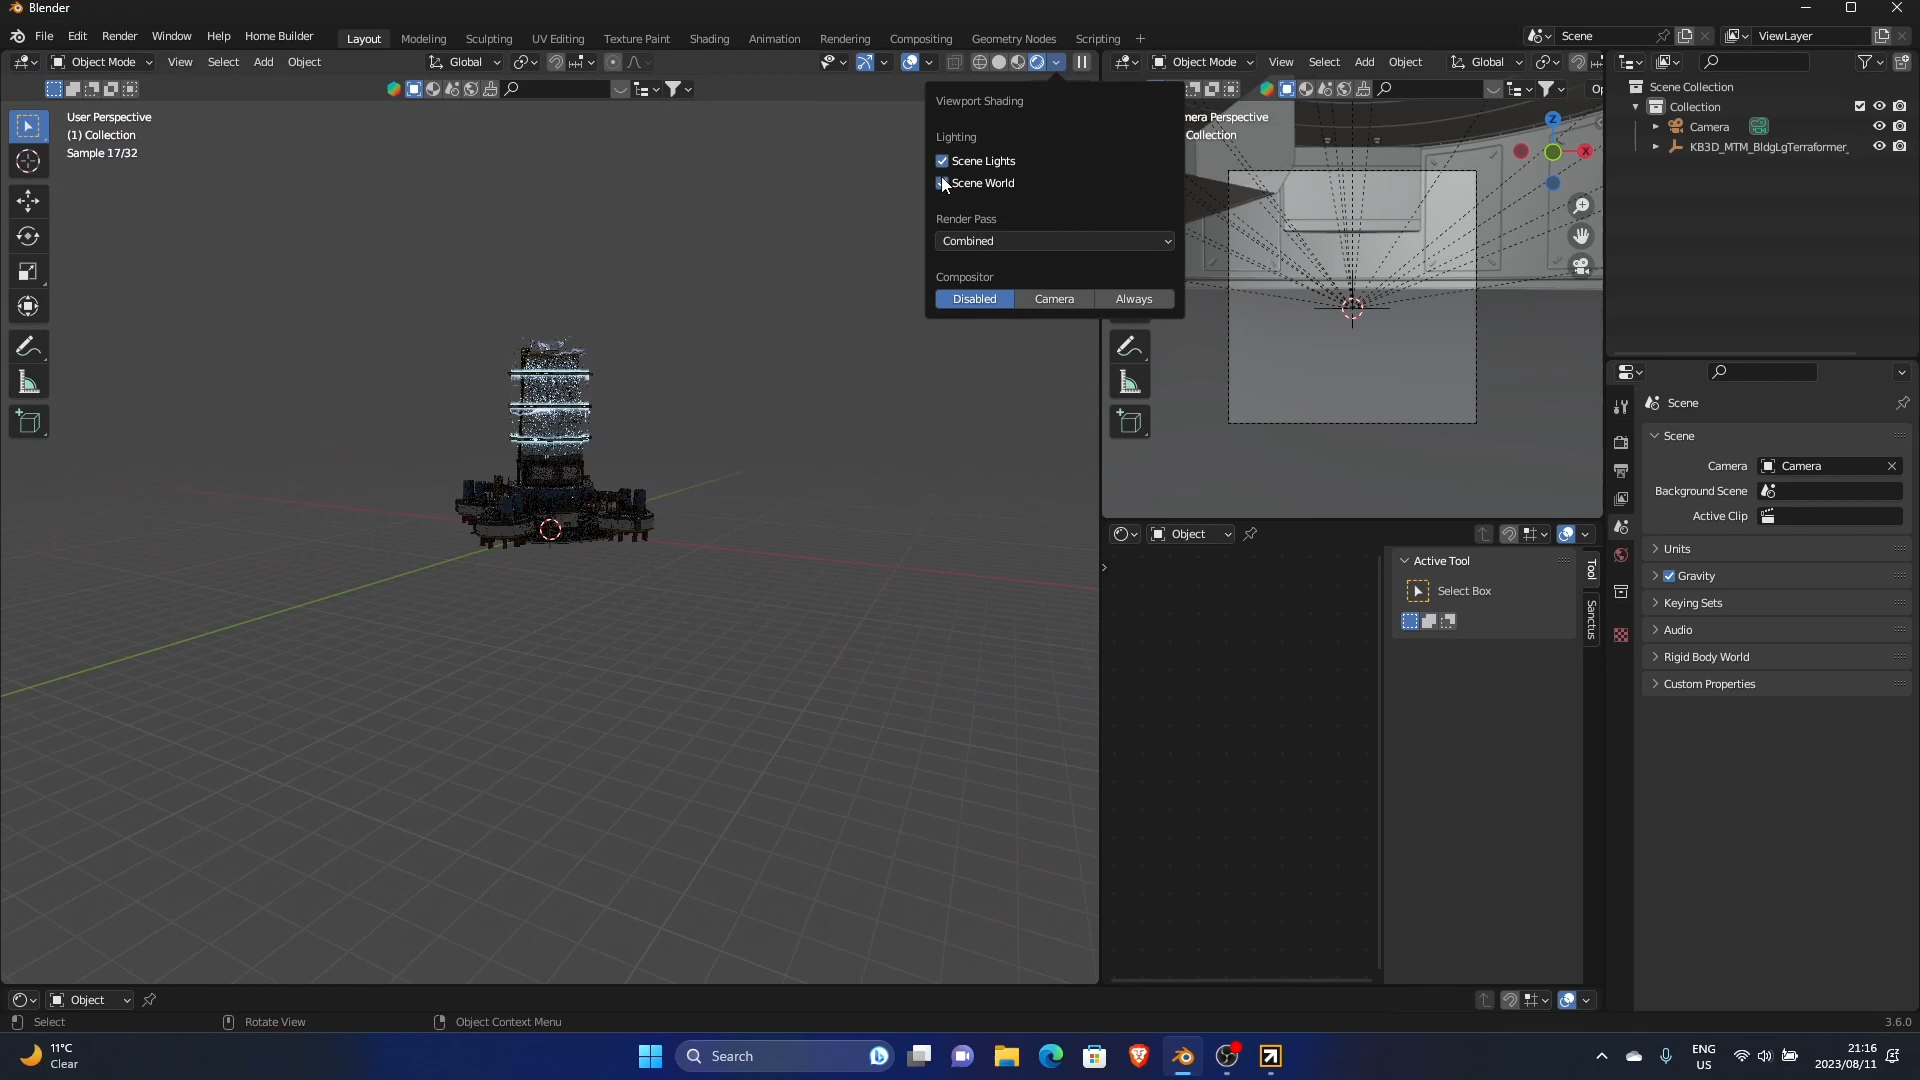 Blender
File Edit Render Window Help Home Builder
Layout Modeling Sculpting UV Editing Texture Paint Shading Animation Rendering Compositing Geometry Nodes Scripting +
Scene
ViewLayer
Object Mode View Select Add Object
Global
User Perspective
(1) Collection
Sample 17/32
Viewport Shading
Lighting
Scene Lights
Scene World
Render Pass
Combined
Compositor
Disabled Camera Always
Object Mode View Select Add Object
Global
Op
mera Perspective
Collection
Z
X
Object
Active Tool
Select Box
Tool
Sanctus
Scene Collection
Collection
Camera
KB3D_MTM_BldgLgTerraformer_
Scene
Scene
Camera Camera
Background Scene
Active Clip
Units
Gravity
Keying Sets
Audio
Rigid Body World
Custom Properties
Object
Select Rotate View Object Context Menu
3.6.0
11°C
Clear
Search
ENG
US
21:16
2023/08/11